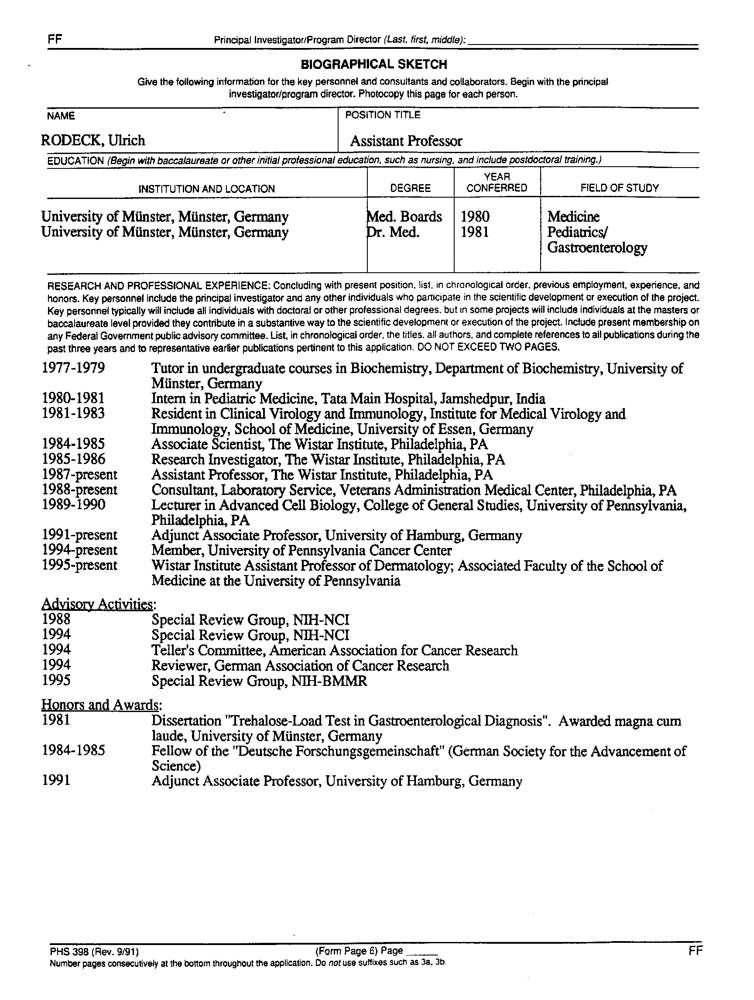 FF
Principal Investigator/Program Director (Last, first, middle):
BIOGRAPHICAL SKETCH
Give the following information for the key personnel and consultants and collaborators. Begin with the principal
investigator/program director. Photocopy this page for each person.
NAME
POSITION TITLE
RODECK, Ulrich
Assistant Professor
EDUCATION (Begin with baccalaureate or other initial professional education, such as nursing, and include postdoctoral training.)
INSTITUTION AND LOCATION
DEGREE
YEAR
CONFERRED
FIELD OF STUDY
University of Münster, Münster, Germany Med. Boards 1980 Medicine
University of Münster, Münster, Germany Dr. Med. 1981 Pediatrics/
Gastroenterology
RESEARCH AND PROFESSIONAL EXPERIENCE: Concluding with present position, list, in chronological order, previous employment, experience, and
honors. Key personnel include the principal investigator and any other individuals who participate in the scientific development or execution of the project.
Key personnel typically will include all individuals with doctoral or other professional degrees, but in some projects will include individuals at the masters or
baccalaureate level provided they contribute in a substantive way to the scientific development or execution of the project. Include present membership on
any Federal Government public advisory committee. List, in chronological order, the titles, all authors, and complete references to all publications during the
past three years and to representative earlier publications pertinent to this application. DO NOT EXCEED TWO PAGES.
1977-1979 Tutor in undergraduate courses in Biochemistry, Department of Biochemistry, University of
Münster, Germany
1980-1981 Intern in Pediatric Medicine, Tata Main Hospital, Jamshedpur, India
1981-1983 Resident in Clinical Virology and Immunology, Institute for Medical Virology and
Immunology, School of Medicine, University of Essen, Germany
1984-1985 Associate Scientist, The Wistar Institute, Philadelphia, PA
1985-1986 Research Investigator, The Wistar Institute, Philadelphia, PA
1987-present Assistant Professor, The Wistar Institute, Philadelphia, PA
1988-present Consultant, Laboratory Service, Veterans Administration Medical Center, Philadelphia, PA
1989-1990 Lecturer in Advanced Cell Biology, College of General Studies, University of Pennsylvania,
Philadelphia, PA
1991-present Adjunct Associate Professor, University of Hamburg, Germany
1994-present Member, University of Pennsylvania Cancer Center
1995-present Wistar Institute Assistant Professor of Dermatology; Associated Faculty of the School of
Medicine at the University of Pennsylvania
Advisory Activities:
1988 Special Review Group, NIH-NCI
1994 Special Review Group, NIH-NCI
1994 Teller's Committee, American Association for Cancer Research
1994 Reviewer, German Association of Cancer Research
1995 Special Review Group, NIH-BMMR
Honors and Awards:
1981 Dissertation "Trehalose-Load Test in Gastroenterological Diagnosis". Awarded magna cum
laude, University of Münster, Germany
1984-1985 Fellow of the "Deutsche Forschungsgemeinschaft" (German Society for the Advancement of
Science)
1991 Adjunct Associate Professor, University of Hamburg, Germany
PHS 398 (Rev. 9/91) (Form Page 6) Page FF
Number pages consecutively at the bottom throughout the application. Do not use suffixes such as 3a, 3b.